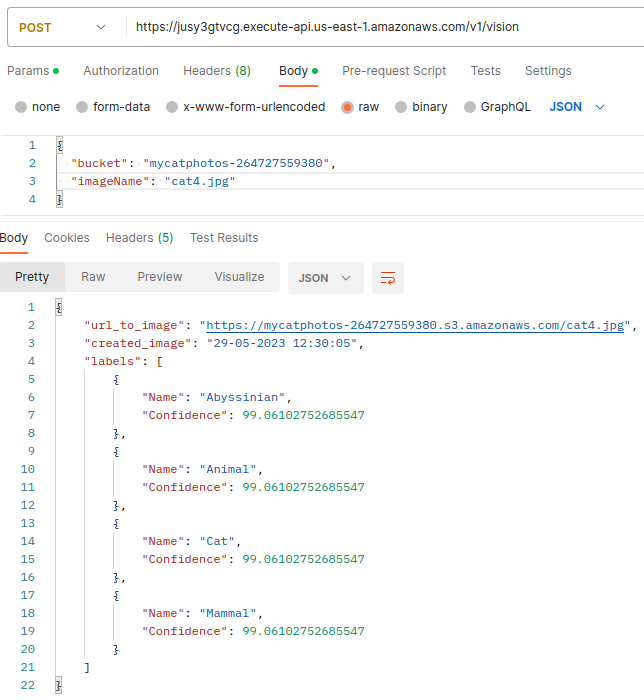 POST https://jusy3gtvcg.execute-api.us-east-1.amazonaws.com/v1/vision
Params Authorization Headers (8) Body Pre-request Script Tests Settings
none form-data x-www-form-urlencoded raw binary GraphQL JSON
1 {
2 "bucket": "mycatphotos-264727559380",
3 "imageName": "cat4.jpg"
4 }
Body Cookies Headers (5) Test Results
Pretty Raw Preview Visualize JSON
1 {
2 "url_to_image": "https://mycatphotos-264727559380.s3.amazonaws.com/cat4.jpg",
3 "created_image": "29-05-2023 12:30:05",
4 "labels": [
5 {
6 "Name": "Abyssinian",
7 "Confidence": 99.06102752685547
8 },
9 {
10 "Name": "Animal",
11 "Confidence": 99.06102752685547
12 },
13 {
14 "Name": "Cat",
15 "Confidence": 99.06102752685547
16 },
17 {
18 "Name": "Mammal",
19 "Confidence": 99.06102752685547
20 }
21 ]
22 }